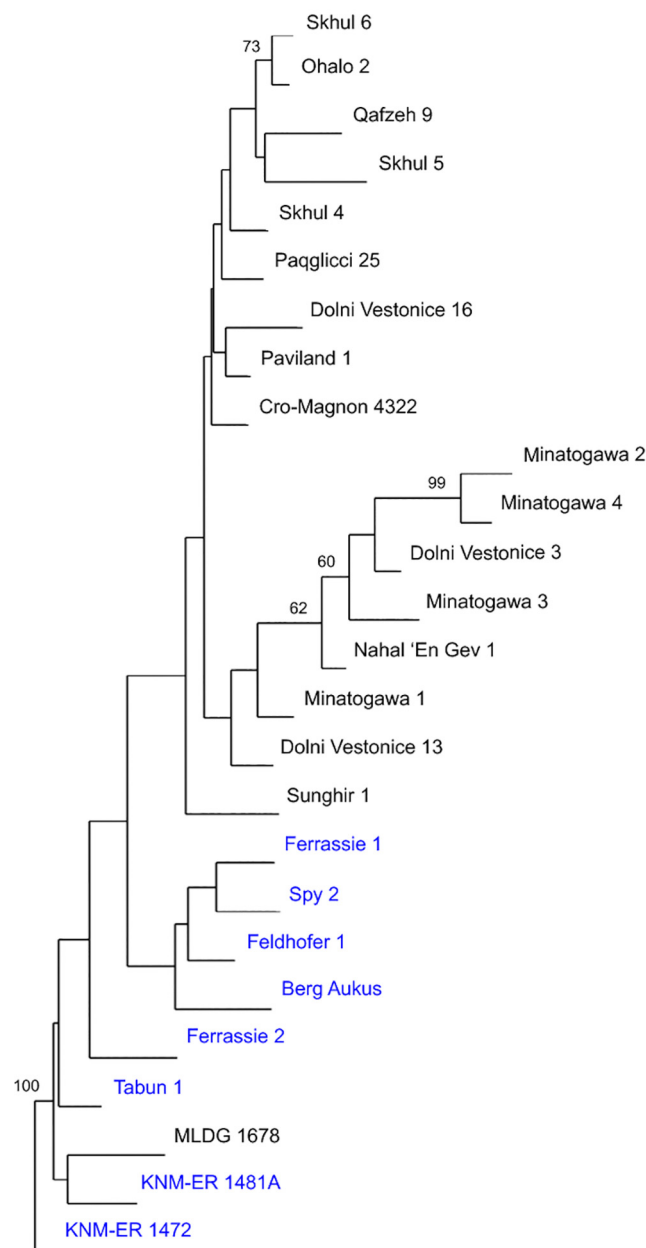 Skhul 6
73
Ohalo 2
Qafzeh 9
Skhul 5
Skhul 4
Paqglicci 25
Dolni Vestonice 16
Paviland 1
Cro-Magnon 4322
Minatogawa 2
99
Minatogawa 4
Dolni Vestonice 3
60
Minatogawa 3
62
Nahal ‘En Gev 1
Minatogawa 1
Dolni Vestonice 13
Sunghir 1
Ferrassie 1
Spy 2
Feldhofer 1
Berg Aukus
Ferrassie 2
100
Tabun 1
MLDG 1678
KNM-ER 1481A
KNM-ER 1472